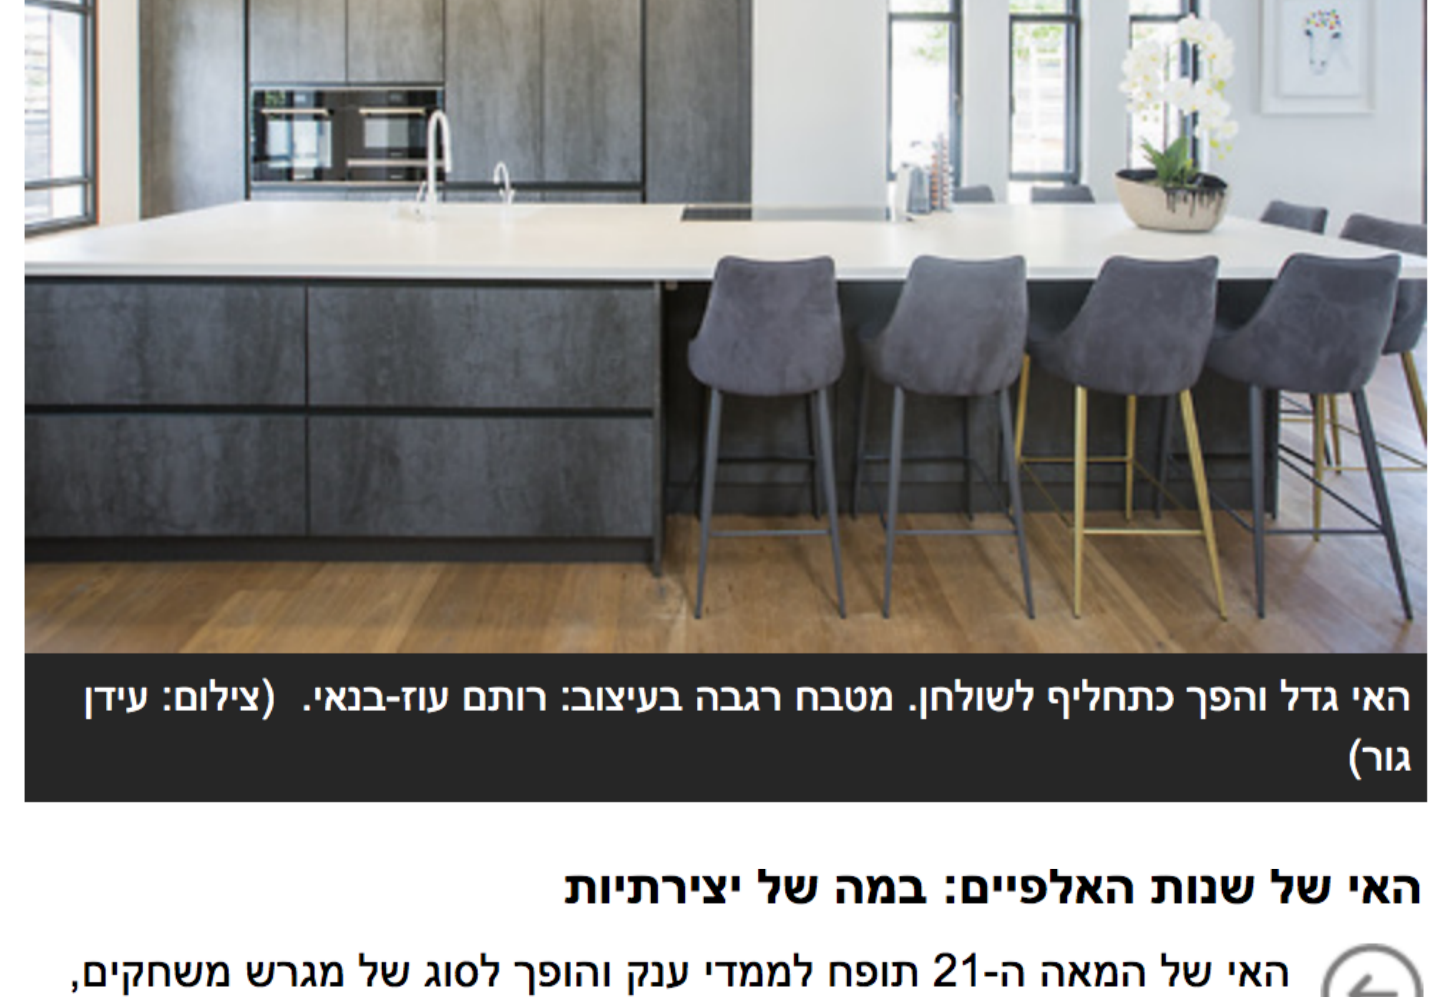 האי גדל והפך כתחליף לשולחן. מטבח רגבה בעיצוב: רותם עוז-בנאי. (צילום: עידן
גור)
האי של שנות האלפיים: במה של יצירתיות
האי של המאה ה-21 תופח לממדי ענק והופך לסוג של מגרש משחקים,